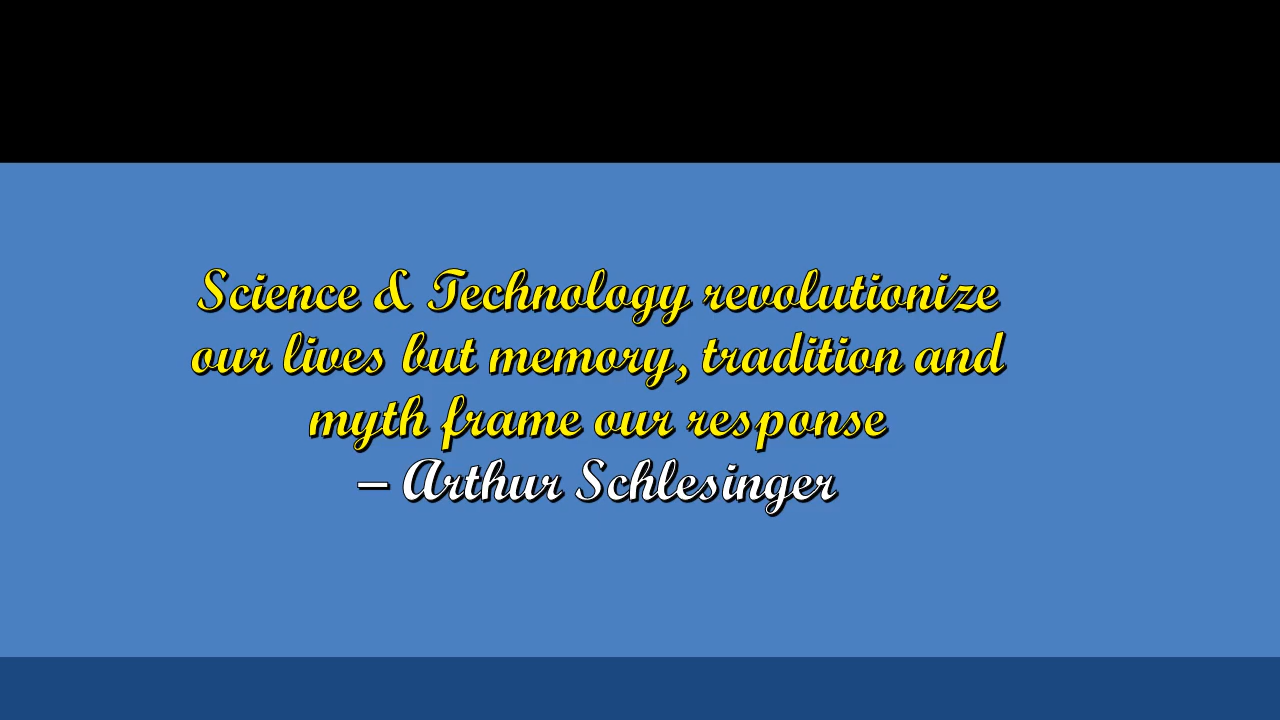 Science & Technology revolutionize
our lives but memory, tradition and
myth frame our response
– Arthur Schlesinger